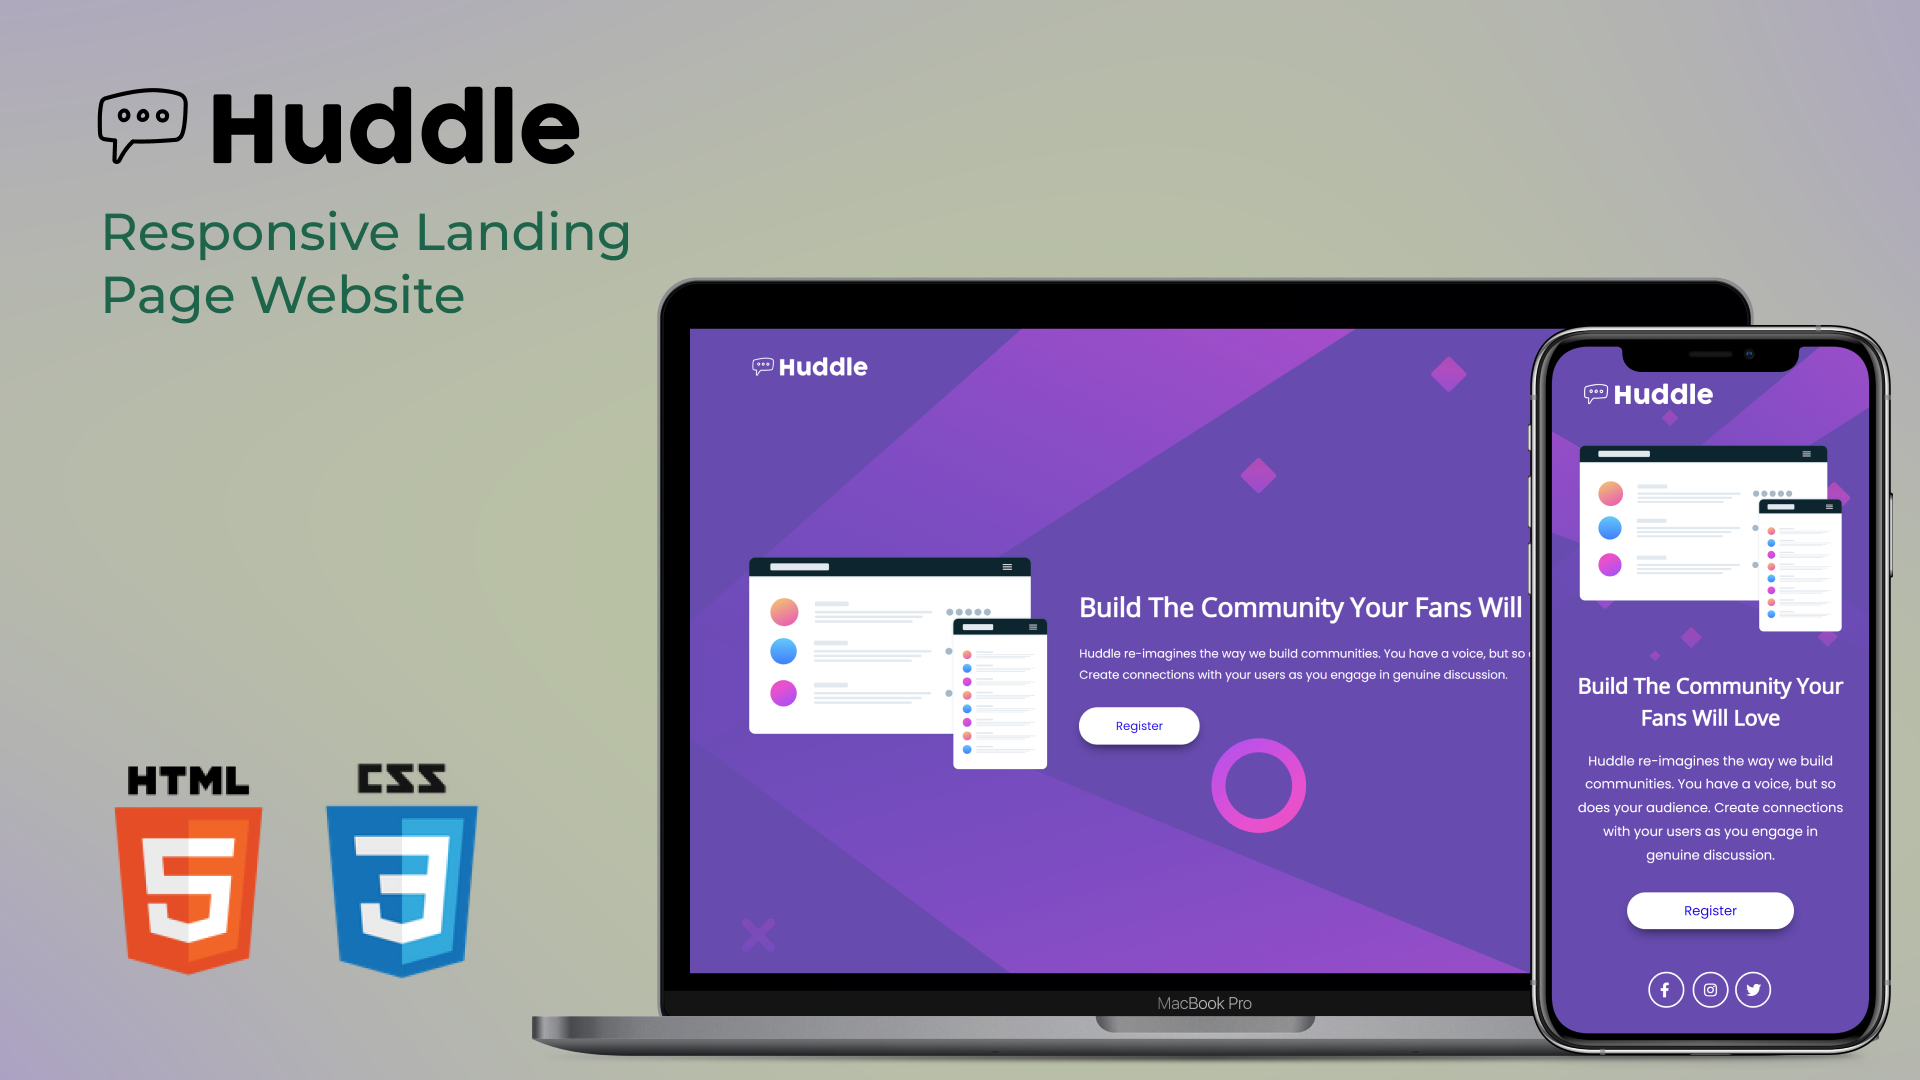 Huddle
Responsive Landing
Page Website
HTML
5
CSS
3
Huddle
Build The Community Your Fans Will
Huddle re-imagines the way we build communities. You have a voice, but so
Create connections with your users as you engage in genuine discussion.
Register
MacBook Pro
Huddle
Build The Community Your
Fans Will Love
Huddle re-imagines the way we build
communities. You have a voice, but so
does your audience. Create connections
with your users as you engage in
genuine discussion.
Register